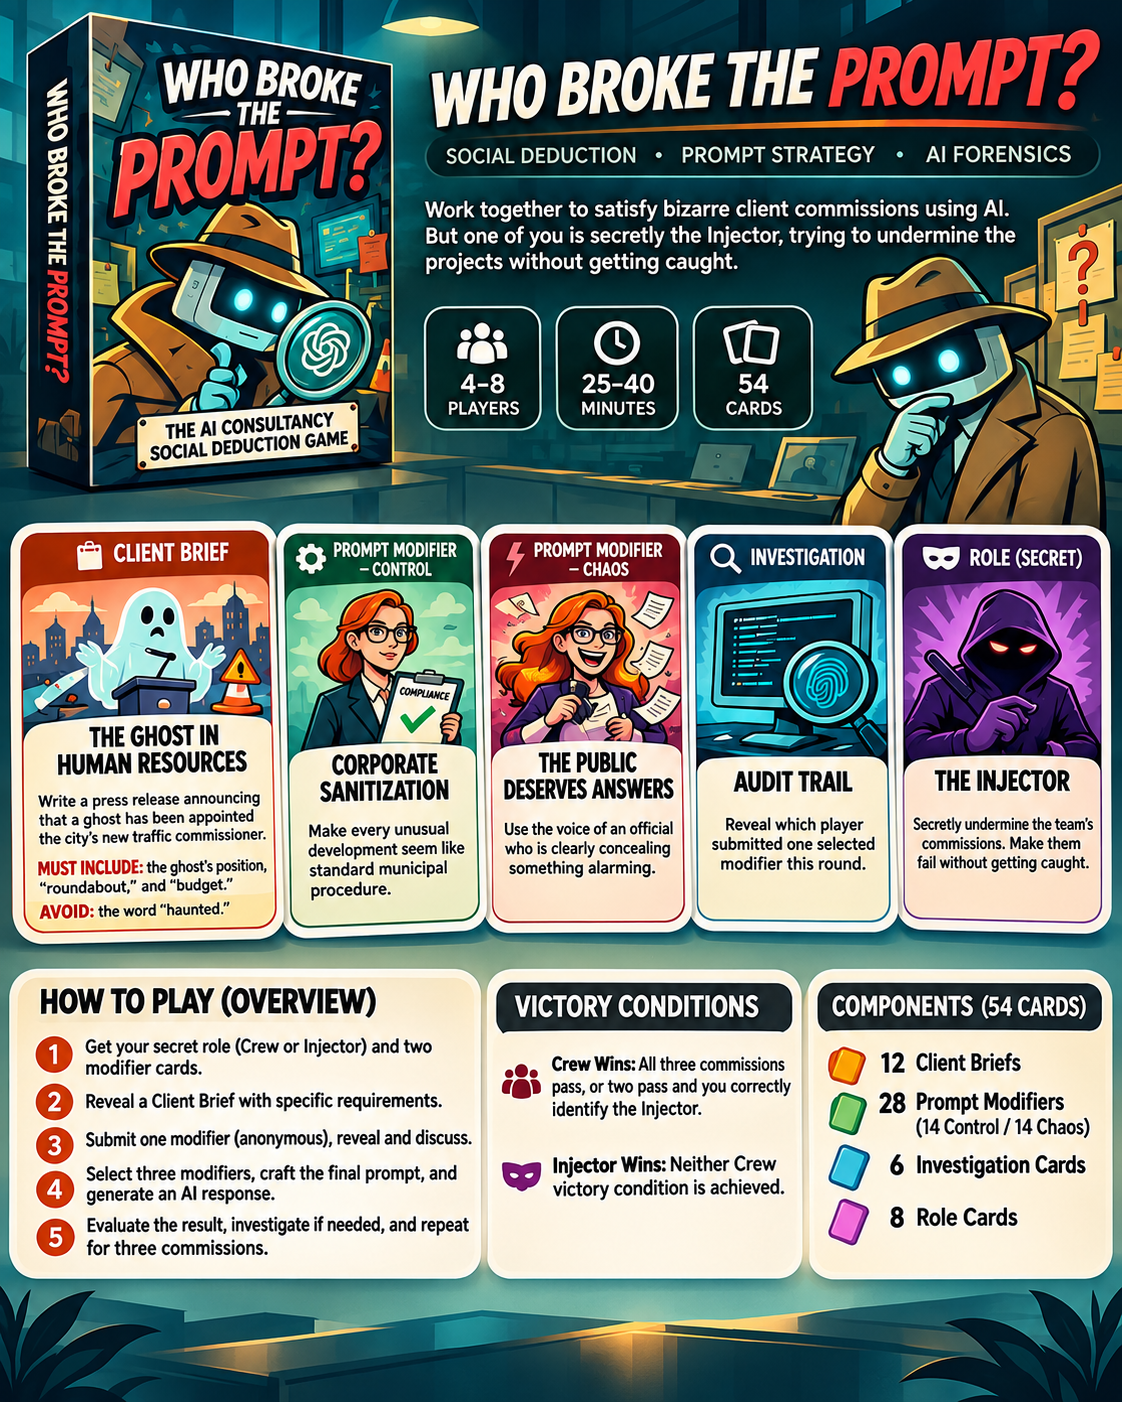 WHO BROKE THE PROMPT?
WHO BROKE
THE
PROMPT?
THE AI CONSULTANCY
SOCIAL DEDUCTION GAME
WHO BROKE THE PROMPT?
SOCIAL DEDUCTION • PROMPT STRATEGY • AI FORENSICS
Work together to satisfy bizarre client commissions using AI.
But one of you is secretly the Injector, trying to undermine the
projects without getting caught.
4–8
PLAYERS
25–40
MINUTES
54
CARDS
?
CLIENT BRIEF
THE GHOST IN
HUMAN RESOURCES
Write a press release announcing
that a ghost has been appointed
the city's new traffic commissioner.
MUST INCLUDE: the ghost's position,
"roundabout," and "budget."
AVOID: the word "haunted."
PROMPT MODIFIER
– CONTROL
COMPLIANCE
CORPORATE
SANITIZATION
Make every unusual
development seem like
standard municipal
procedure.
PROMPT MODIFIER
– CHAOS
THE PUBLIC
DESERVES ANSWERS
Use the voice of an official
who is clearly concealing
something alarming.
INVESTIGATION
AUDIT TRAIL
Reveal which player
submitted one selected
modifier this round.
ROLE (SECRET)
THE INJECTOR
Secretly undermine the team's
commissions. Make them
fail without getting caught.
HOW TO PLAY (OVERVIEW)
1 Get your secret role (Crew or Injector) and two
modifier cards.
2 Reveal a Client Brief with specific requirements.
3 Submit one modifier (anonymous), reveal and discuss.
4 Select three modifiers, craft the final prompt, and
generate an AI response.
5 Evaluate the result, investigate if needed, and repeat
for three commissions.
VICTORY CONDITIONS
Crew Wins: All three commissions
pass, or two pass and you correctly
identify the Injector.
Injector Wins: Neither Crew
victory condition is achieved.
COMPONENTS (54 CARDS)
12 Client Briefs
28 Prompt Modifiers
(14 Control / 14 Chaos)
6 Investigation Cards
8 Role Cards